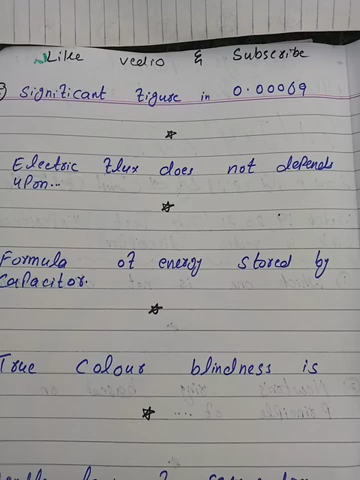 Like vedio & Subscribe
Significant figure in 0.00069
Electric flux does not depends
upon...
Formula of energy stored by
Capacitor.
True Colour blindness is